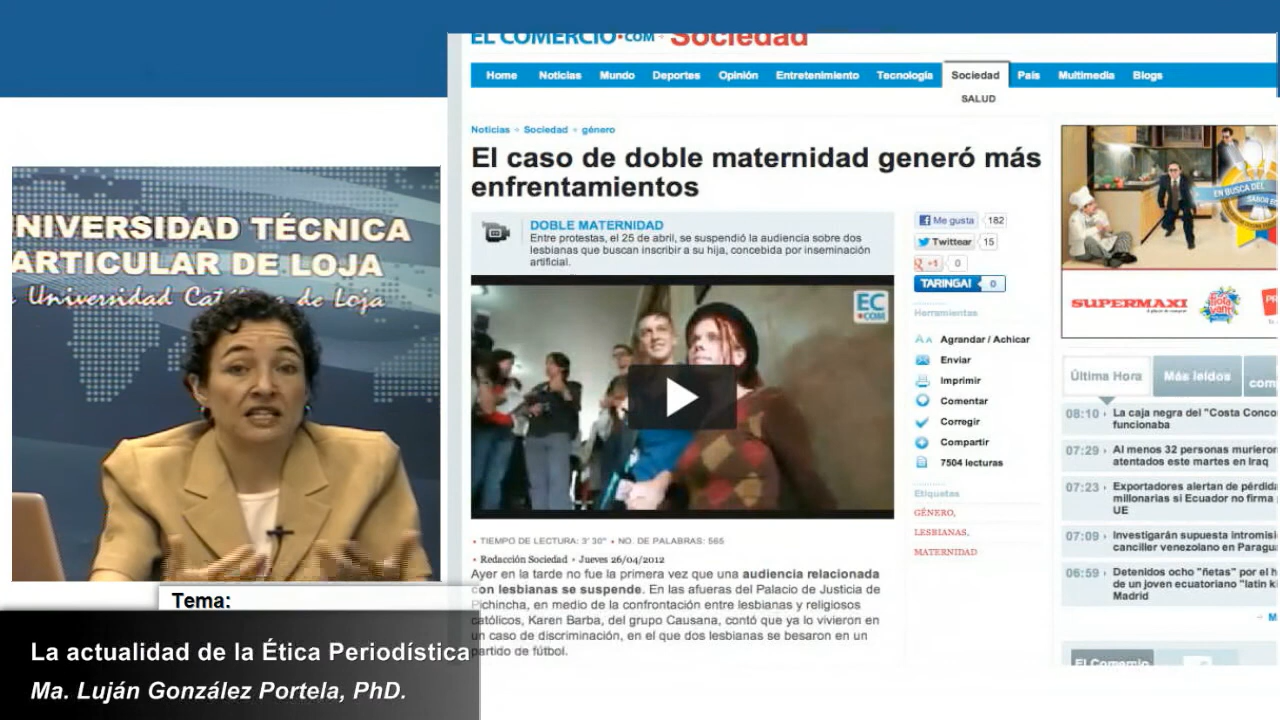 EL COMERCIO.COM Sociedad
Home Noticias Mundo Deportes Opinión Entretenimiento Tecnología Sociedad País Multimedia Blogs
SALUD
Noticias Sociedad género
El caso de doble maternidad generó más
enfrentamientos
DOBLE MATERNIDAD
Entre protestas, el 25 de abril, se suspendió la audiencia sobre dos
lesbianas que buscan inscribir a su hija, concebida por inseminación
artificial.
EC
.COM
• TIEMPO DE LECTURA: 3' 30" • NO. DE PALABRAS: 565
• Redacción Sociedad • Jueves 26/04/2012
Ayer en la tarde no fue la primera vez que una audiencia relacionada
con lesbianas se suspende. En las afueras del Palacio de Justicia de
Pichincha, en medio de la confrontación entre lesbianas y religiosos
católicos, Karen Barba, del grupo Causana, contó que ya lo vivieron en
un caso de discriminación, en el que dos lesbianas se besaron en un
partido de fútbol.
Me gusta 182
Twittear 15
+1 0
TARINGA! 0
Herramientas
AA Agrandar / Achicar
Enviar
Imprimir
Comentar
Corregir
Compartir
7504 lecturas
Etiquetas
GÉNERO,
LESBIANAS,
MATERNIDAD
EN BUSCA DEL
SUPERMAXI
Última Hora Más leídos com
08:10 La caja negra del "Costa Conco
funcionaba
07:29 Al menos 32 personas murieron
atentados este martes en Iraq
07:23 Exportadores alertan de pérdida
millonarias si Ecuador no firma
UE
07:09 Investigarán supuesta intromisi
canciller venezolano en Paragua
06:59 Detenidos ocho "ñetas" por el h
de un joven ecuatoriano "latin ki
Madrid
El Comercio
NIVERSIDAD TÉCNICA
ARTICULAR DE LOJA
Universidad Cat de Loja
Tema:
La actualidad de la Ética Periodística
Ma. Luján González Portela, PhD.